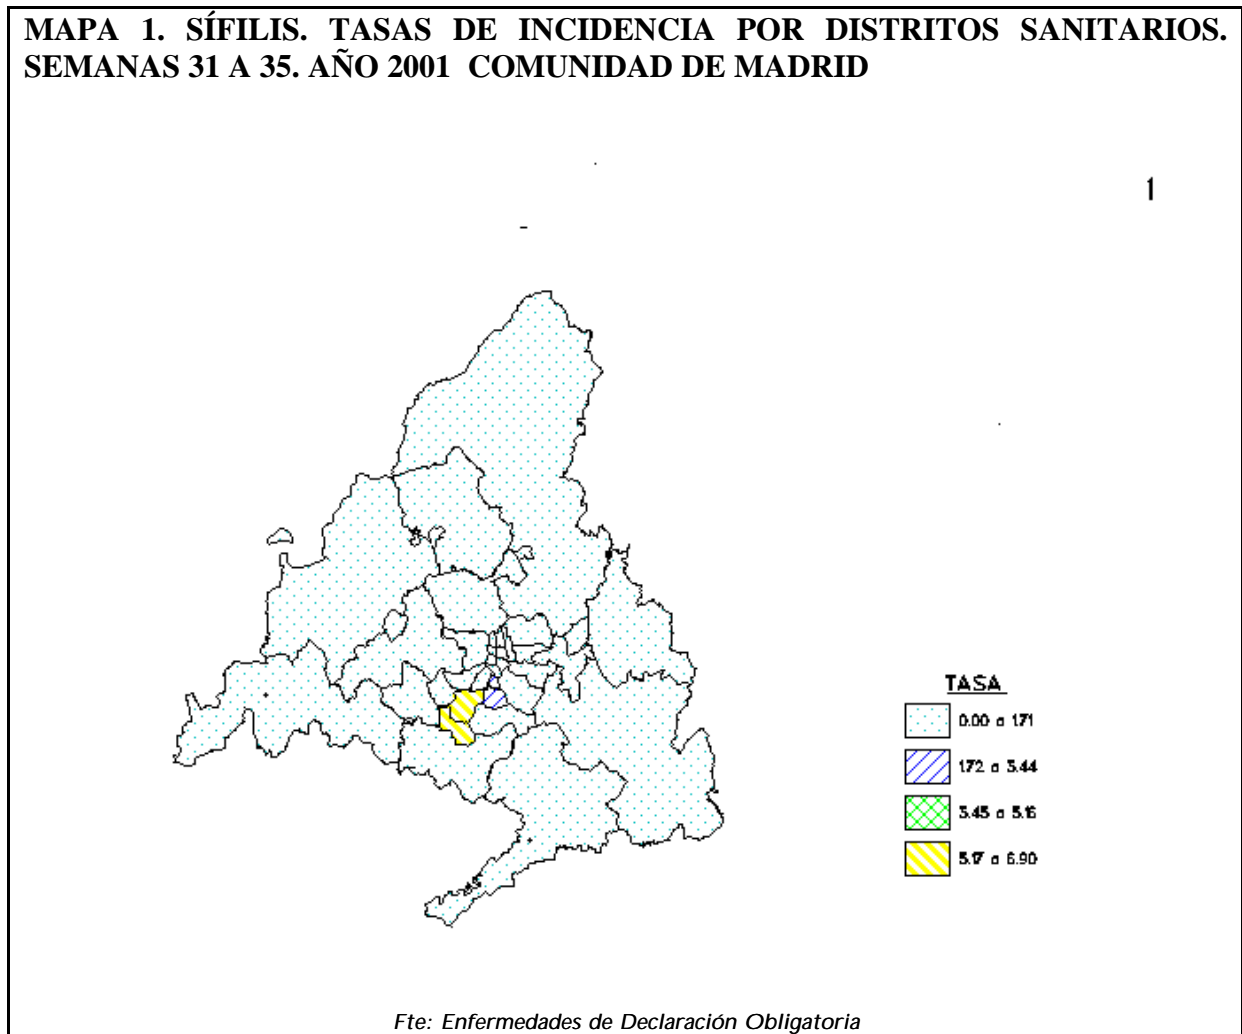 MAPA 1. SÍFILIS. TASAS DE INCIDENCIA POR DISTRITOS SANITARIOS.
SEMANAS 31 A 35. AÑO 2001 COMUNIDAD DE MADRID
1
TASA
0.00 a 1.71
1.72 a 3.44
3.45 a 5.16
5.17 a 6.90
Fte: Enfermedades de Declaración Obligatoria